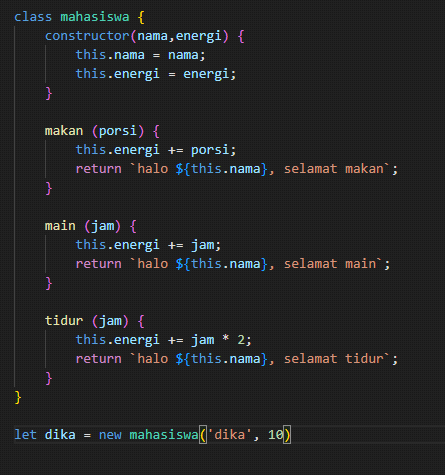 class mahasiswa {
    constructor(nama,energi) {
        this.nama = nama;
        this.energi = energi;
    }
    makan (porsi) {
        this.energi += porsi;
        return `halo ${this.nama}, selamat makan`;
    }
    main (jam) {
        this.energi += jam;
        return `halo ${this.nama}, selamat main`;
    }
    tidur (jam) {
        this.energi += jam * 2;
        return `halo ${this.nama}, selamat tidur`;
    }
}
let dika = new mahasiswa('dika', 10)